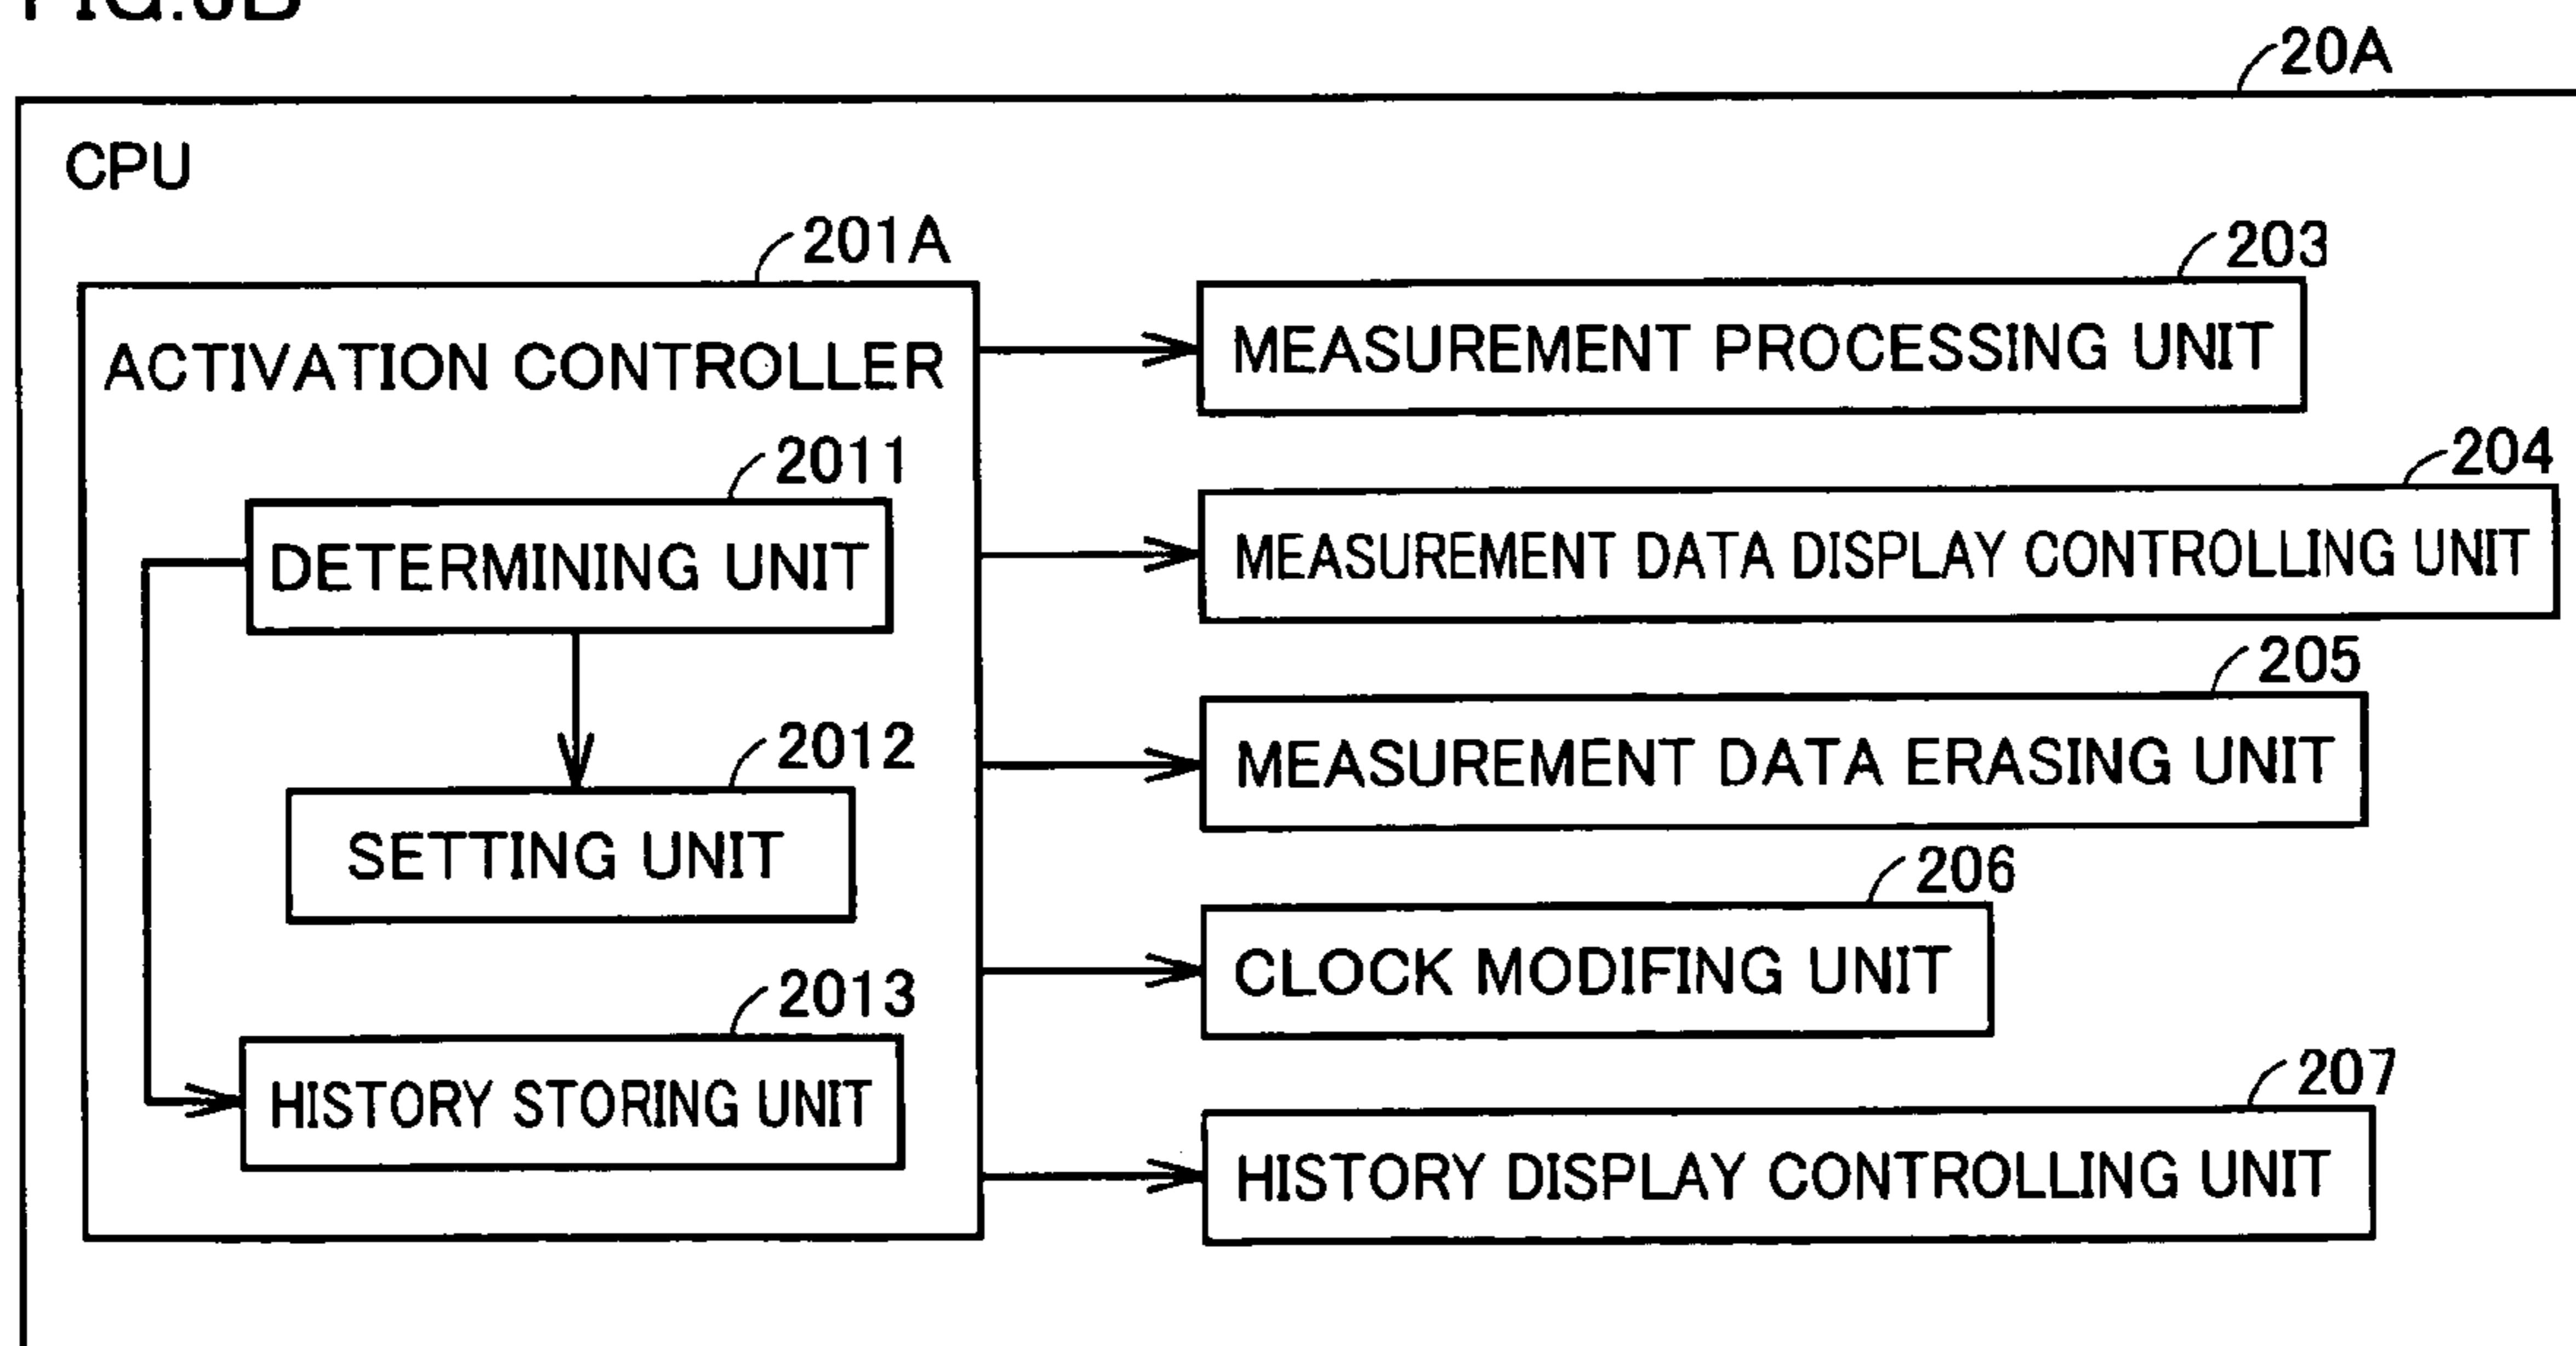 20A
CPU
201A
ACTIVATION CONTROLLER
2011
DETERMINING UNIT
2012
SETTING UNIT
2013
HISTORY STORING UNIT
203
MEASUREMENT PROCESSING UNIT
204
MEASUREMENT DATA DISPLAY CONTROLLING UNIT
205
MEASUREMENT DATA ERASING UNIT
206
CLOCK MODIFING UNIT
207
HISTORY DISPLAY CONTROLLING UNIT